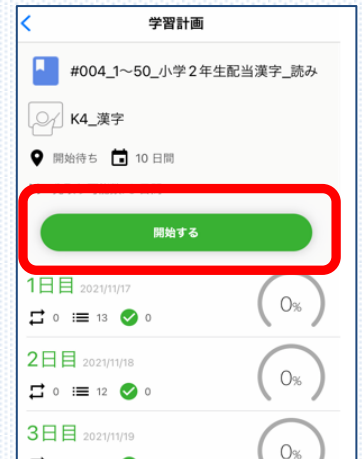 学習計画
#004_1～50_小学2年生配当漢字_読み
K4_漢字
開始待ち 10 日間
開始する
1日目 2021/11/17
0 13 0
0%
2日目 2021/11/18
0 12 0
0%
3日目 2021/11/19
0%